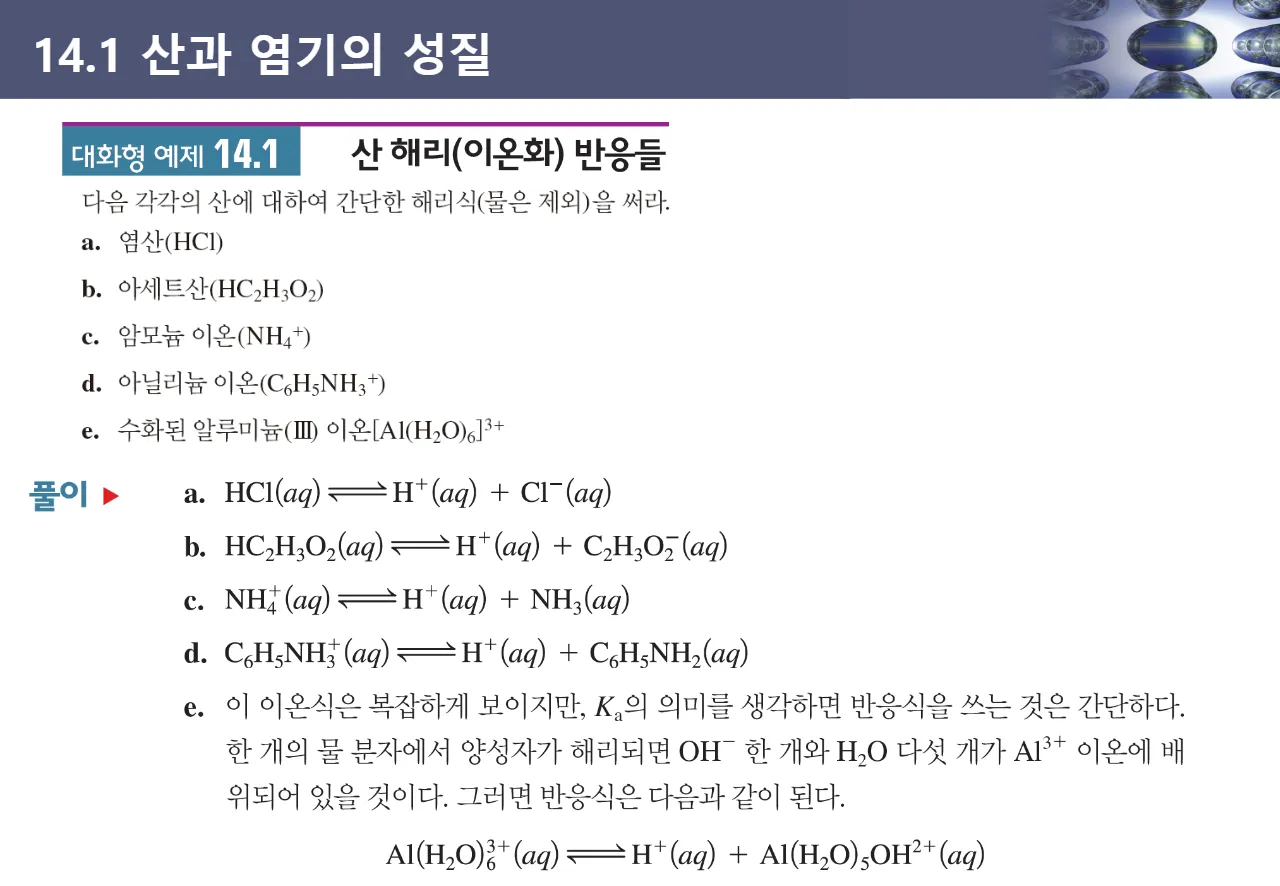 14.1 산과 염기의 성질
대화형 예제 14.1 산 해리(이온화) 반응들
다음 각각의 산에 대하여 간단한 해리식(물은 제외)을 써라.
a. 염산(HCl)
b. 아세트산(HC₂H₃O₂)
c. 암모늄 이온(NH₄⁺)
d. 아닐리늄 이온(C₆H₅NH₃⁺)
e. 수화된 알루미늄(Ⅲ) 이온[Al(H₂O)₆]³⁺
풀이 ▶ a. HCl(aq) ⇌ H⁺(aq) + Cl⁻(aq)
b. HC₂H₃O₂(aq) ⇌ H⁺(aq) + C₂H₃O₂⁻(aq)
c. NH₄⁺(aq) ⇌ H⁺(aq) + NH₃(aq)
d. C₆H₅NH₃⁺(aq) ⇌ H⁺(aq) + C₆H₅NH₂(aq)
e. 이 이온식은 복잡하게 보이지만, Kₐ의 의미를 생각하면 반응식을 쓰는 것은 간단하다.
한 개의 물 분자에서 양성자가 해리되면 OH⁻ 한 개와 H₂O 다섯 개가 Al³⁺ 이온에 배
위되어 있을 것이다. 그러면 반응식은 다음과 같이 된다.
Al(H₂O)₆³⁺(aq) ⇌ H⁺(aq) + Al(H₂O)₅OH²⁺(aq)